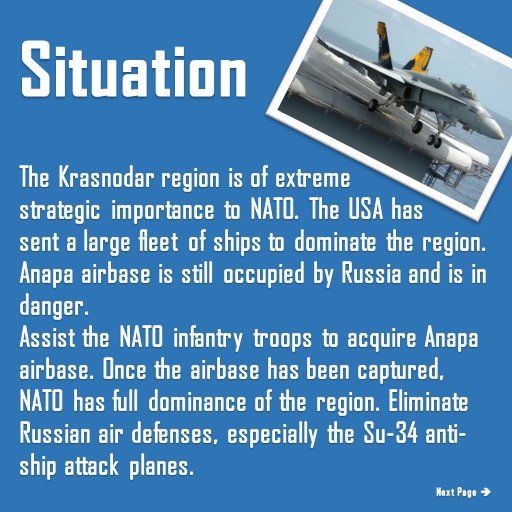 Situation
The Krasnodar region is of extreme
strategic importance to NATO. The USA has
sent a large fleet of ships to dominate the region.
Anapa airbase is still occupied by Russia and is in
danger.
Assist the NATO infantry troops to acquire Anapa
airbase. Once the airbase has been captured,
NATO has full dominance of the region. Eliminate
Russian air defenses, especially the Su-34 anti-
ship attack planes.
Next Page →